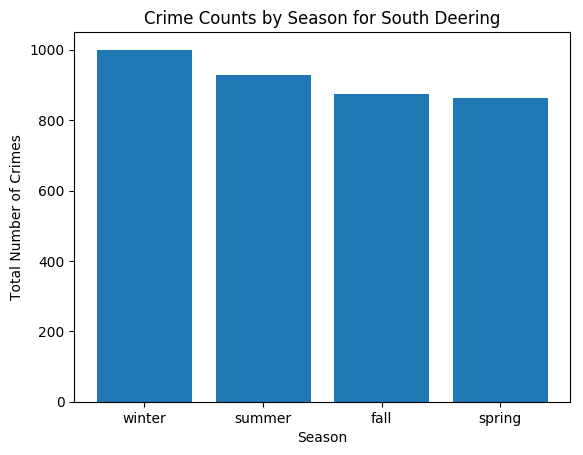 Crime Counts by Season for South Deering
1000
800
600
400
200
0
Total Number of Crimes
winter summer fall spring
Season